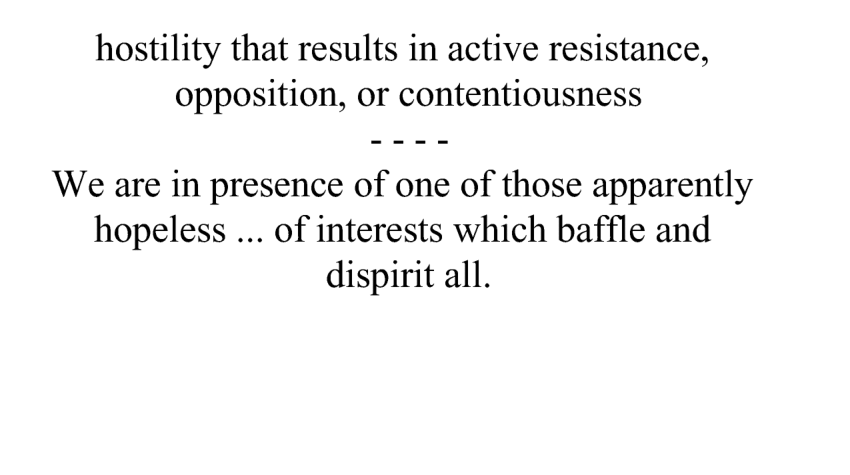 hostility that results in active resistance,
opposition, or contentiousness
- - - -
We are in presence of one of those apparently
hopeless ... of interests which baffle and
dispirit all.